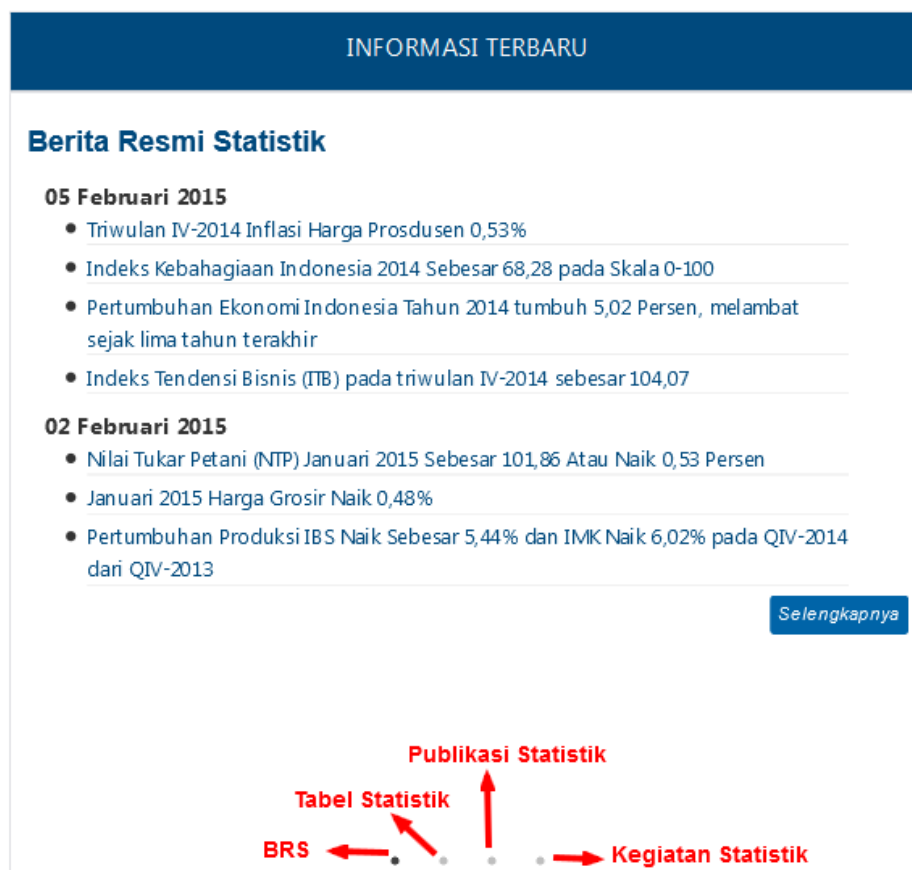 INFORMASI TERBARU
Berita Resmi Statistik
05 Februari 2015
Triwulan IV-2014 Inflasi Harga Prosdusen 0,53%
Indeks Kebahagiaan Indonesia 2014 Sebesar 68,28 pada Skala 0-100
Pertumbuhan Ekonomi Indonesia Tahun 2014 tumbuh 5,02 Persen, melambat
sejak lima tahun terakhir
Indeks Tendensi Bisnis (ITB) pada triwulan IV-2014 sebesar 104,07
02 Februari 2015
Nilai Tukar Petani (NTP) Januari 2015 Sebesar 101,86 Atau Naik 0,53 Persen
Januari 2015 Harga Grosir Naik 0,48%
Pertumbuhan Produksi IBS Naik Sebesar 5,44% dan IMK Naik 6,02% pada QIV-2014
dari QIV-2013
Selengkapnya
Publikasi Statistik
Tabel Statistik
BRS
Kegiatan Statistik